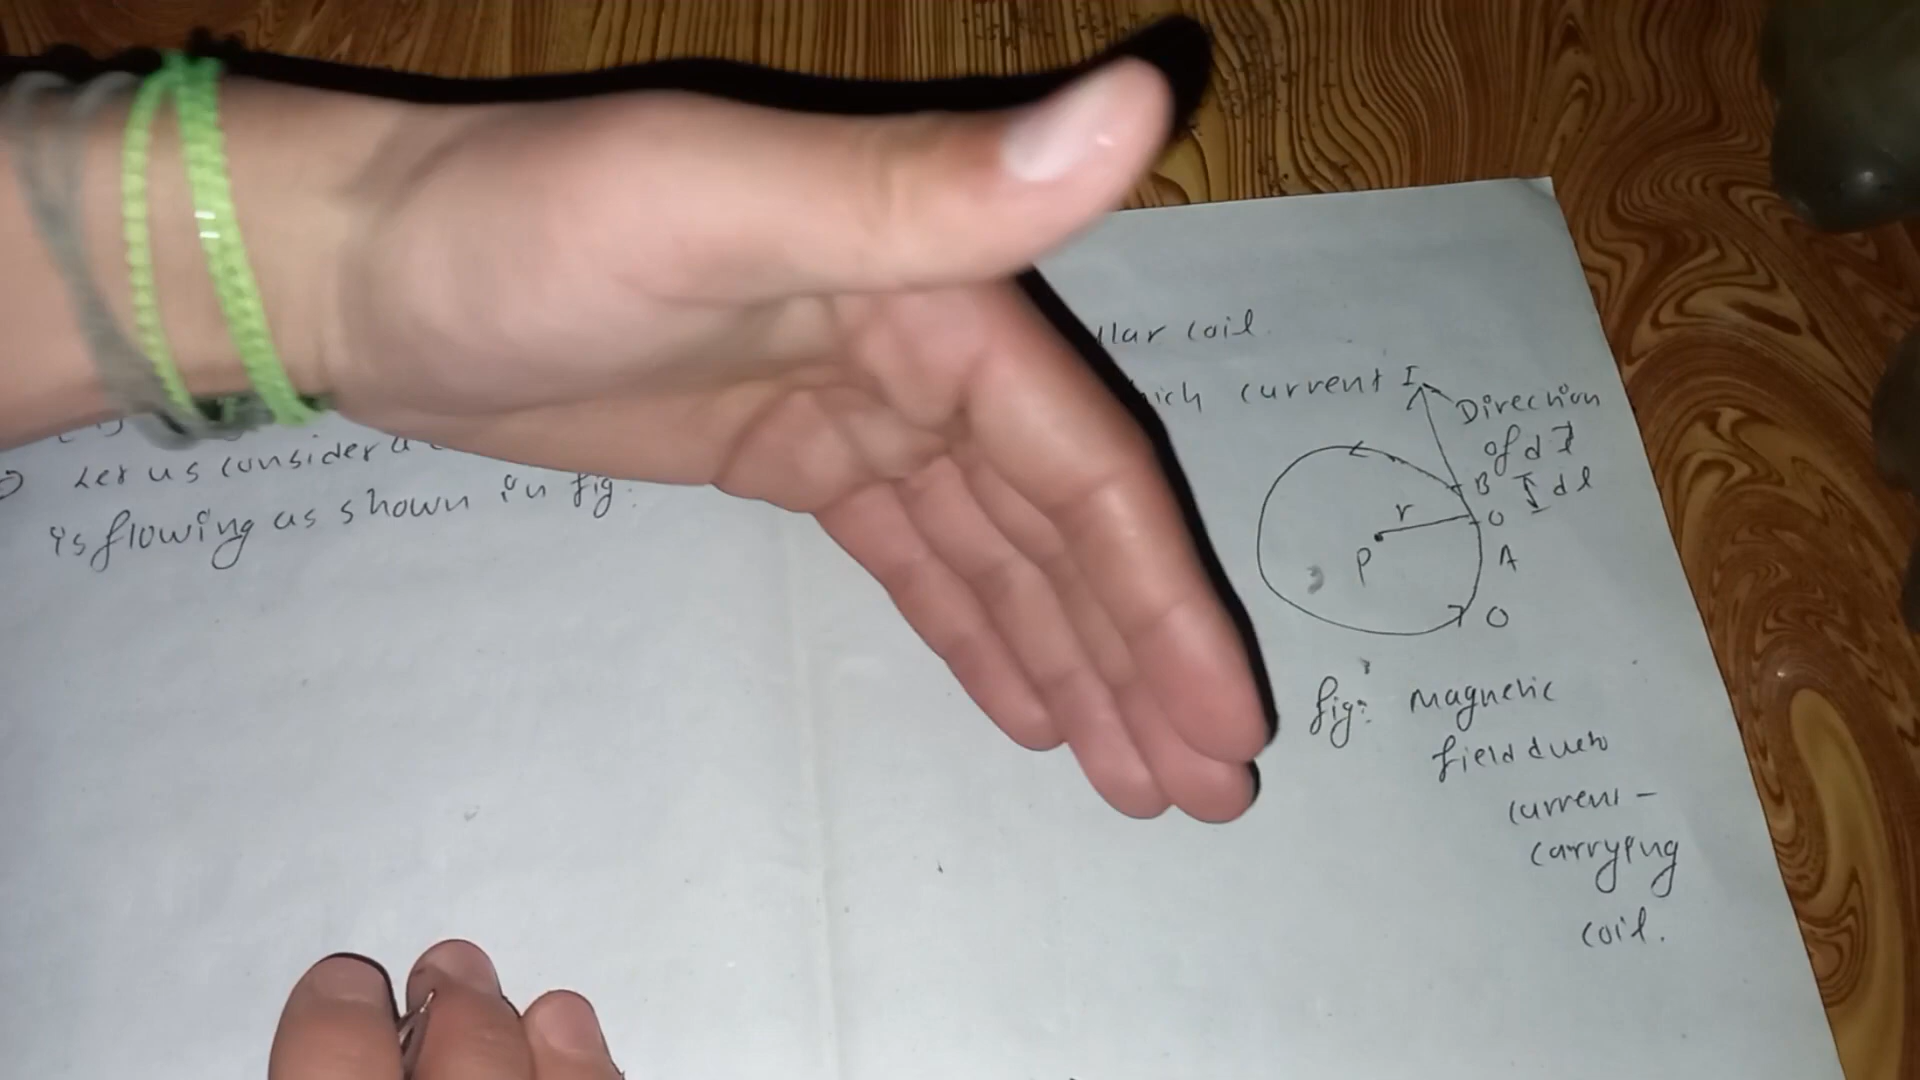 coil.
which current I
Direction
of dl
B dl
r O
P A
O
Let us consider a
is flowing as shown in fig.
fig: Magnetic
field due to
current -
carrying
coil.